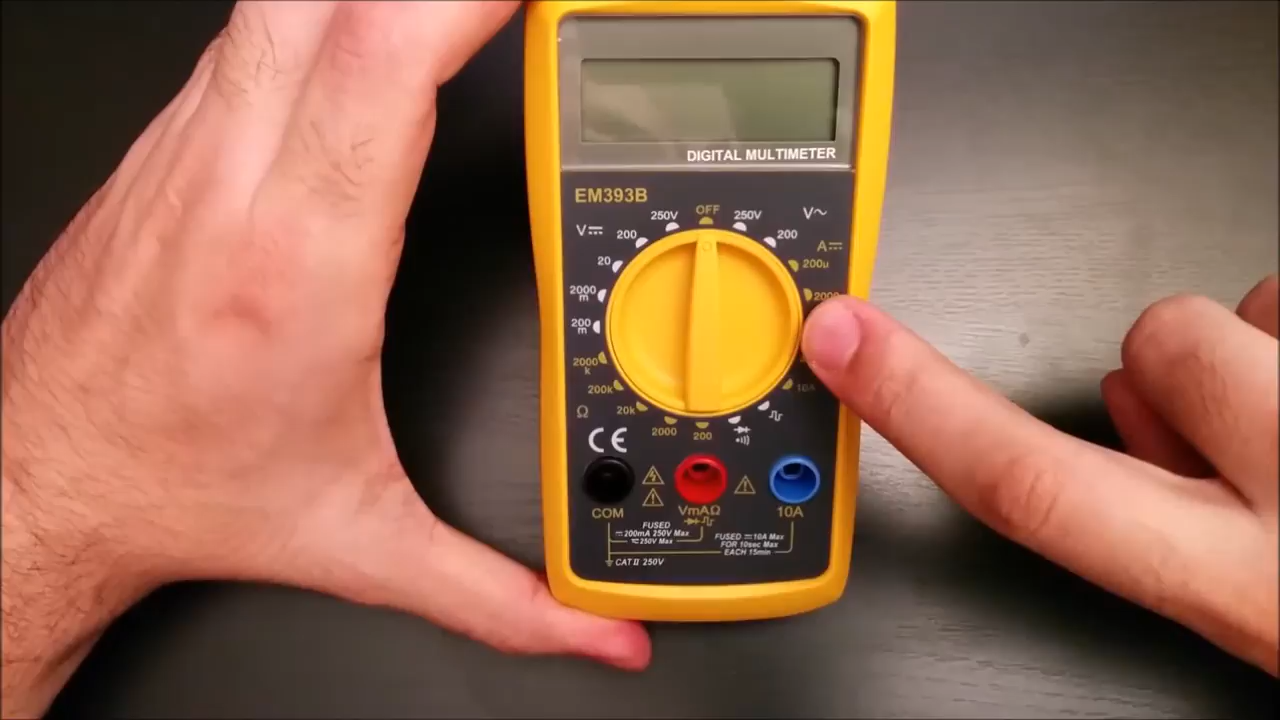 DIGITAL MULTIMETER
EM393B
OFF
250V
250V
V
V~
200
200
A
20
200µ
2000
m
200
m
2000
k
200k
10A
Ω
20k
2000
200
CE
COM
VmAΩ
10A
FUSED
200mA 250V Max
250V Max
FUSED 10A Max
FOR 10sec Max
EACH 15min
CAT II 250V